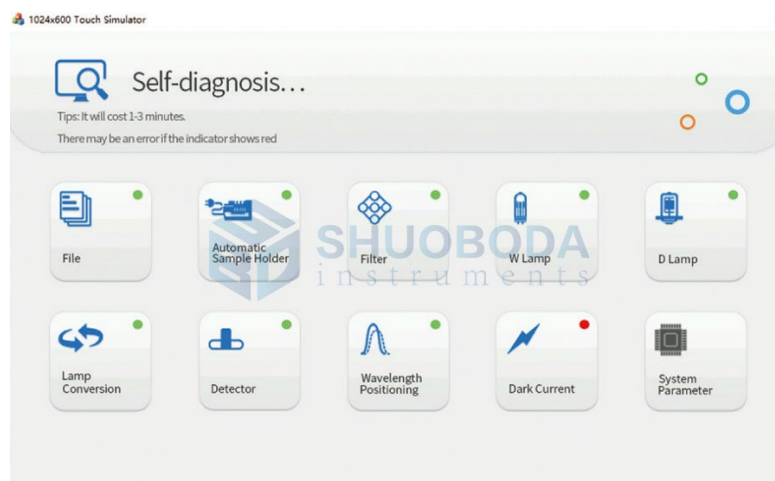 1024x600 Touch Simulator
Self-diagnosis...
Tips: It will cost 1-3 minutes.
There may be an error if the indicator shows red
File
Automatic
Sample Holder
Filter
W Lamp
D Lamp
SHUOBODA
instruments
Lamp
Conversion
Detector
Wavelength
Positioning
Dark Current
System
Parameter